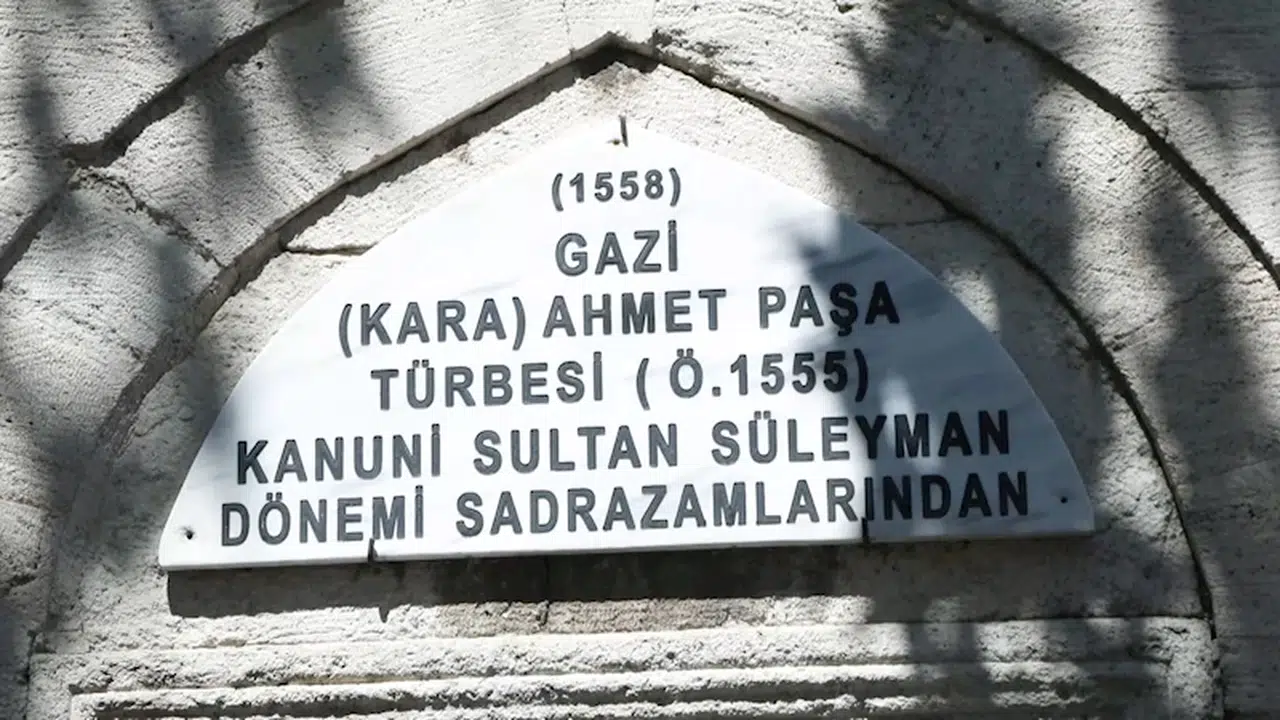 (1558)
GAZİ
(KARA) AHMET PAŞA
TÜRBESİ (Ö.1555)
KANUNİ SULTAN SÜLEYMAN
DÖNEMİ SADRAZAMLARINDAN